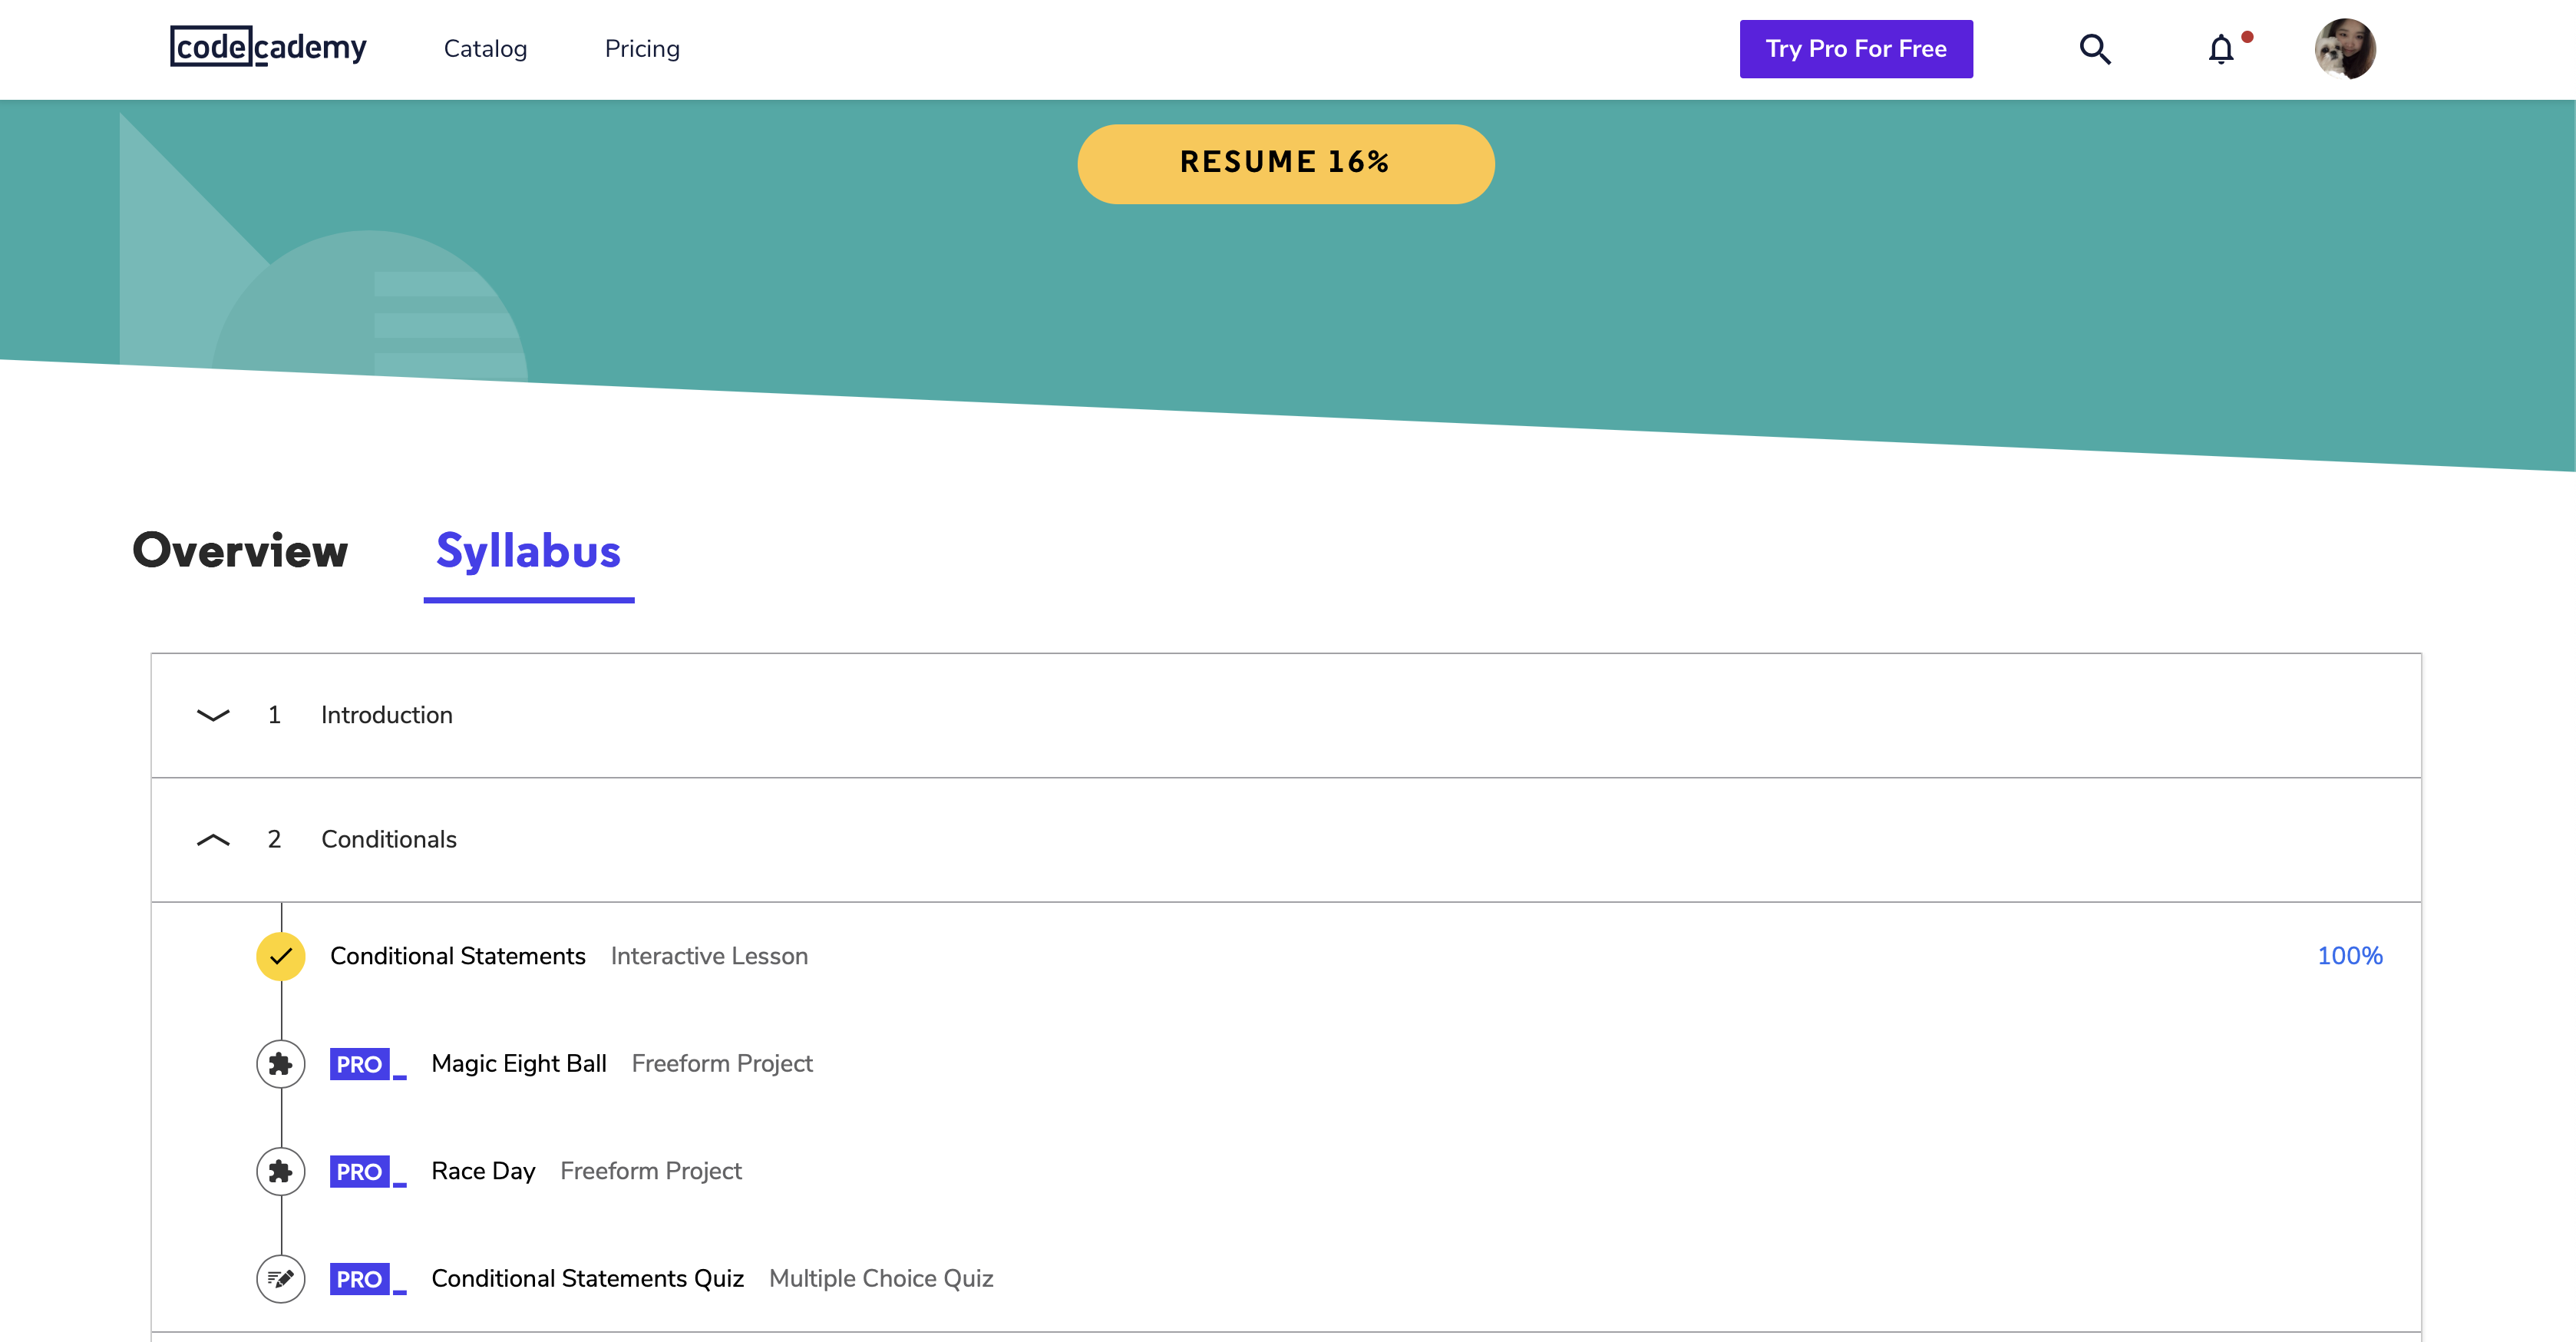 codecademy Catalog Pricing Try Pro For Free
RESUME 16%
Overview Syllabus
1 Introduction
2 Conditionals
Conditional Statements Interactive Lesson 100%
PRO Magic Eight Ball Freeform Project
PRO Race Day Freeform Project
PRO Conditional Statements Quiz Multiple Choice Quiz